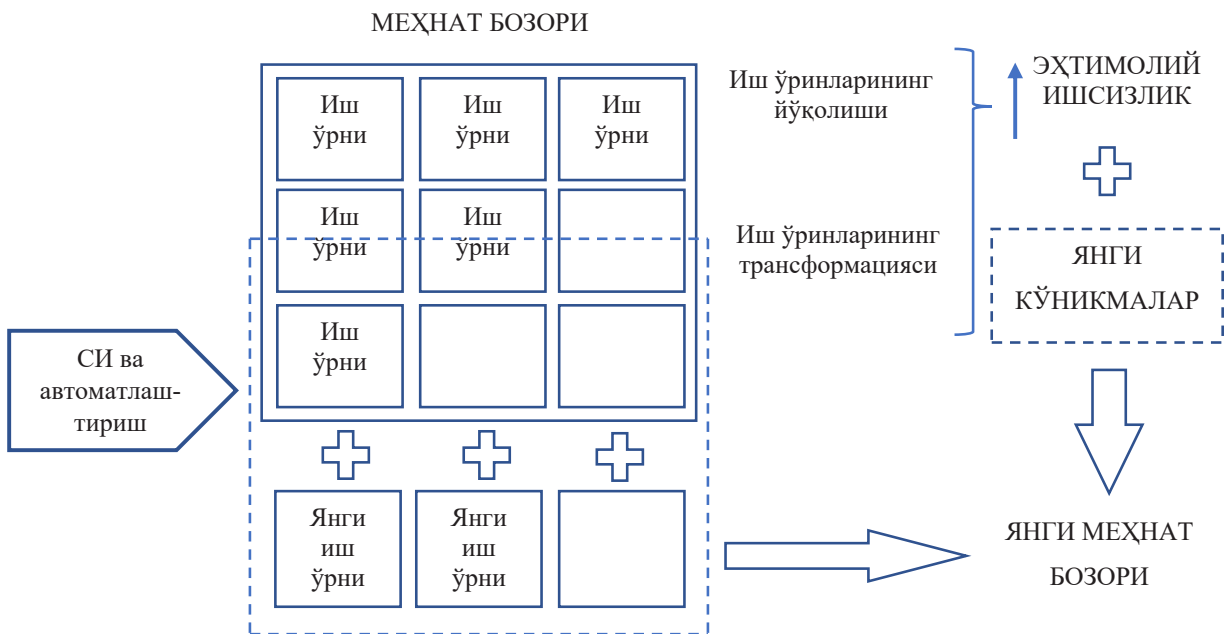 МЕҲНАТ БОЗОРИ
Иш
ўрни
Иш
ўрни
Иш
ўрни
Иш
ўрни
Иш
ўрни
Иш
ўрни
СИ ва
автоматлаш-
тириш
Янги
иш
ўрни
Янги
иш
ўрни
Иш ўринларининг
йўқолиши
Иш ўринларининг
трансформацияси
ЭҲТИМОЛИЙ
ИШСИЗЛИК
ЯНГИ
КЎНИКМАЛАР
ЯНГИ МЕҲНАТ
БОЗОРИ